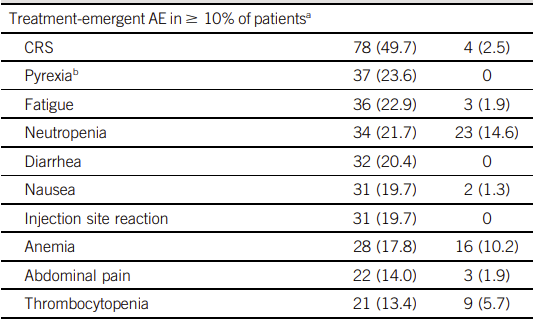 Treatment-emergent AE in ≥ 10% of patientsᵃ
CRS 78 (49.7) 4 (2.5)
Pyrexiaᵇ 37 (23.6) 0
Fatigue 36 (22.9) 3 (1.9)
Neutropenia 34 (21.7) 23 (14.6)
Diarrhea 32 (20.4) 0
Nausea 31 (19.7) 2 (1.3)
Injection site reaction 31 (19.7) 0
Anemia 28 (17.8) 16 (10.2)
Abdominal pain 22 (14.0) 3 (1.9)
Thrombocytopenia 21 (13.4) 9 (5.7)